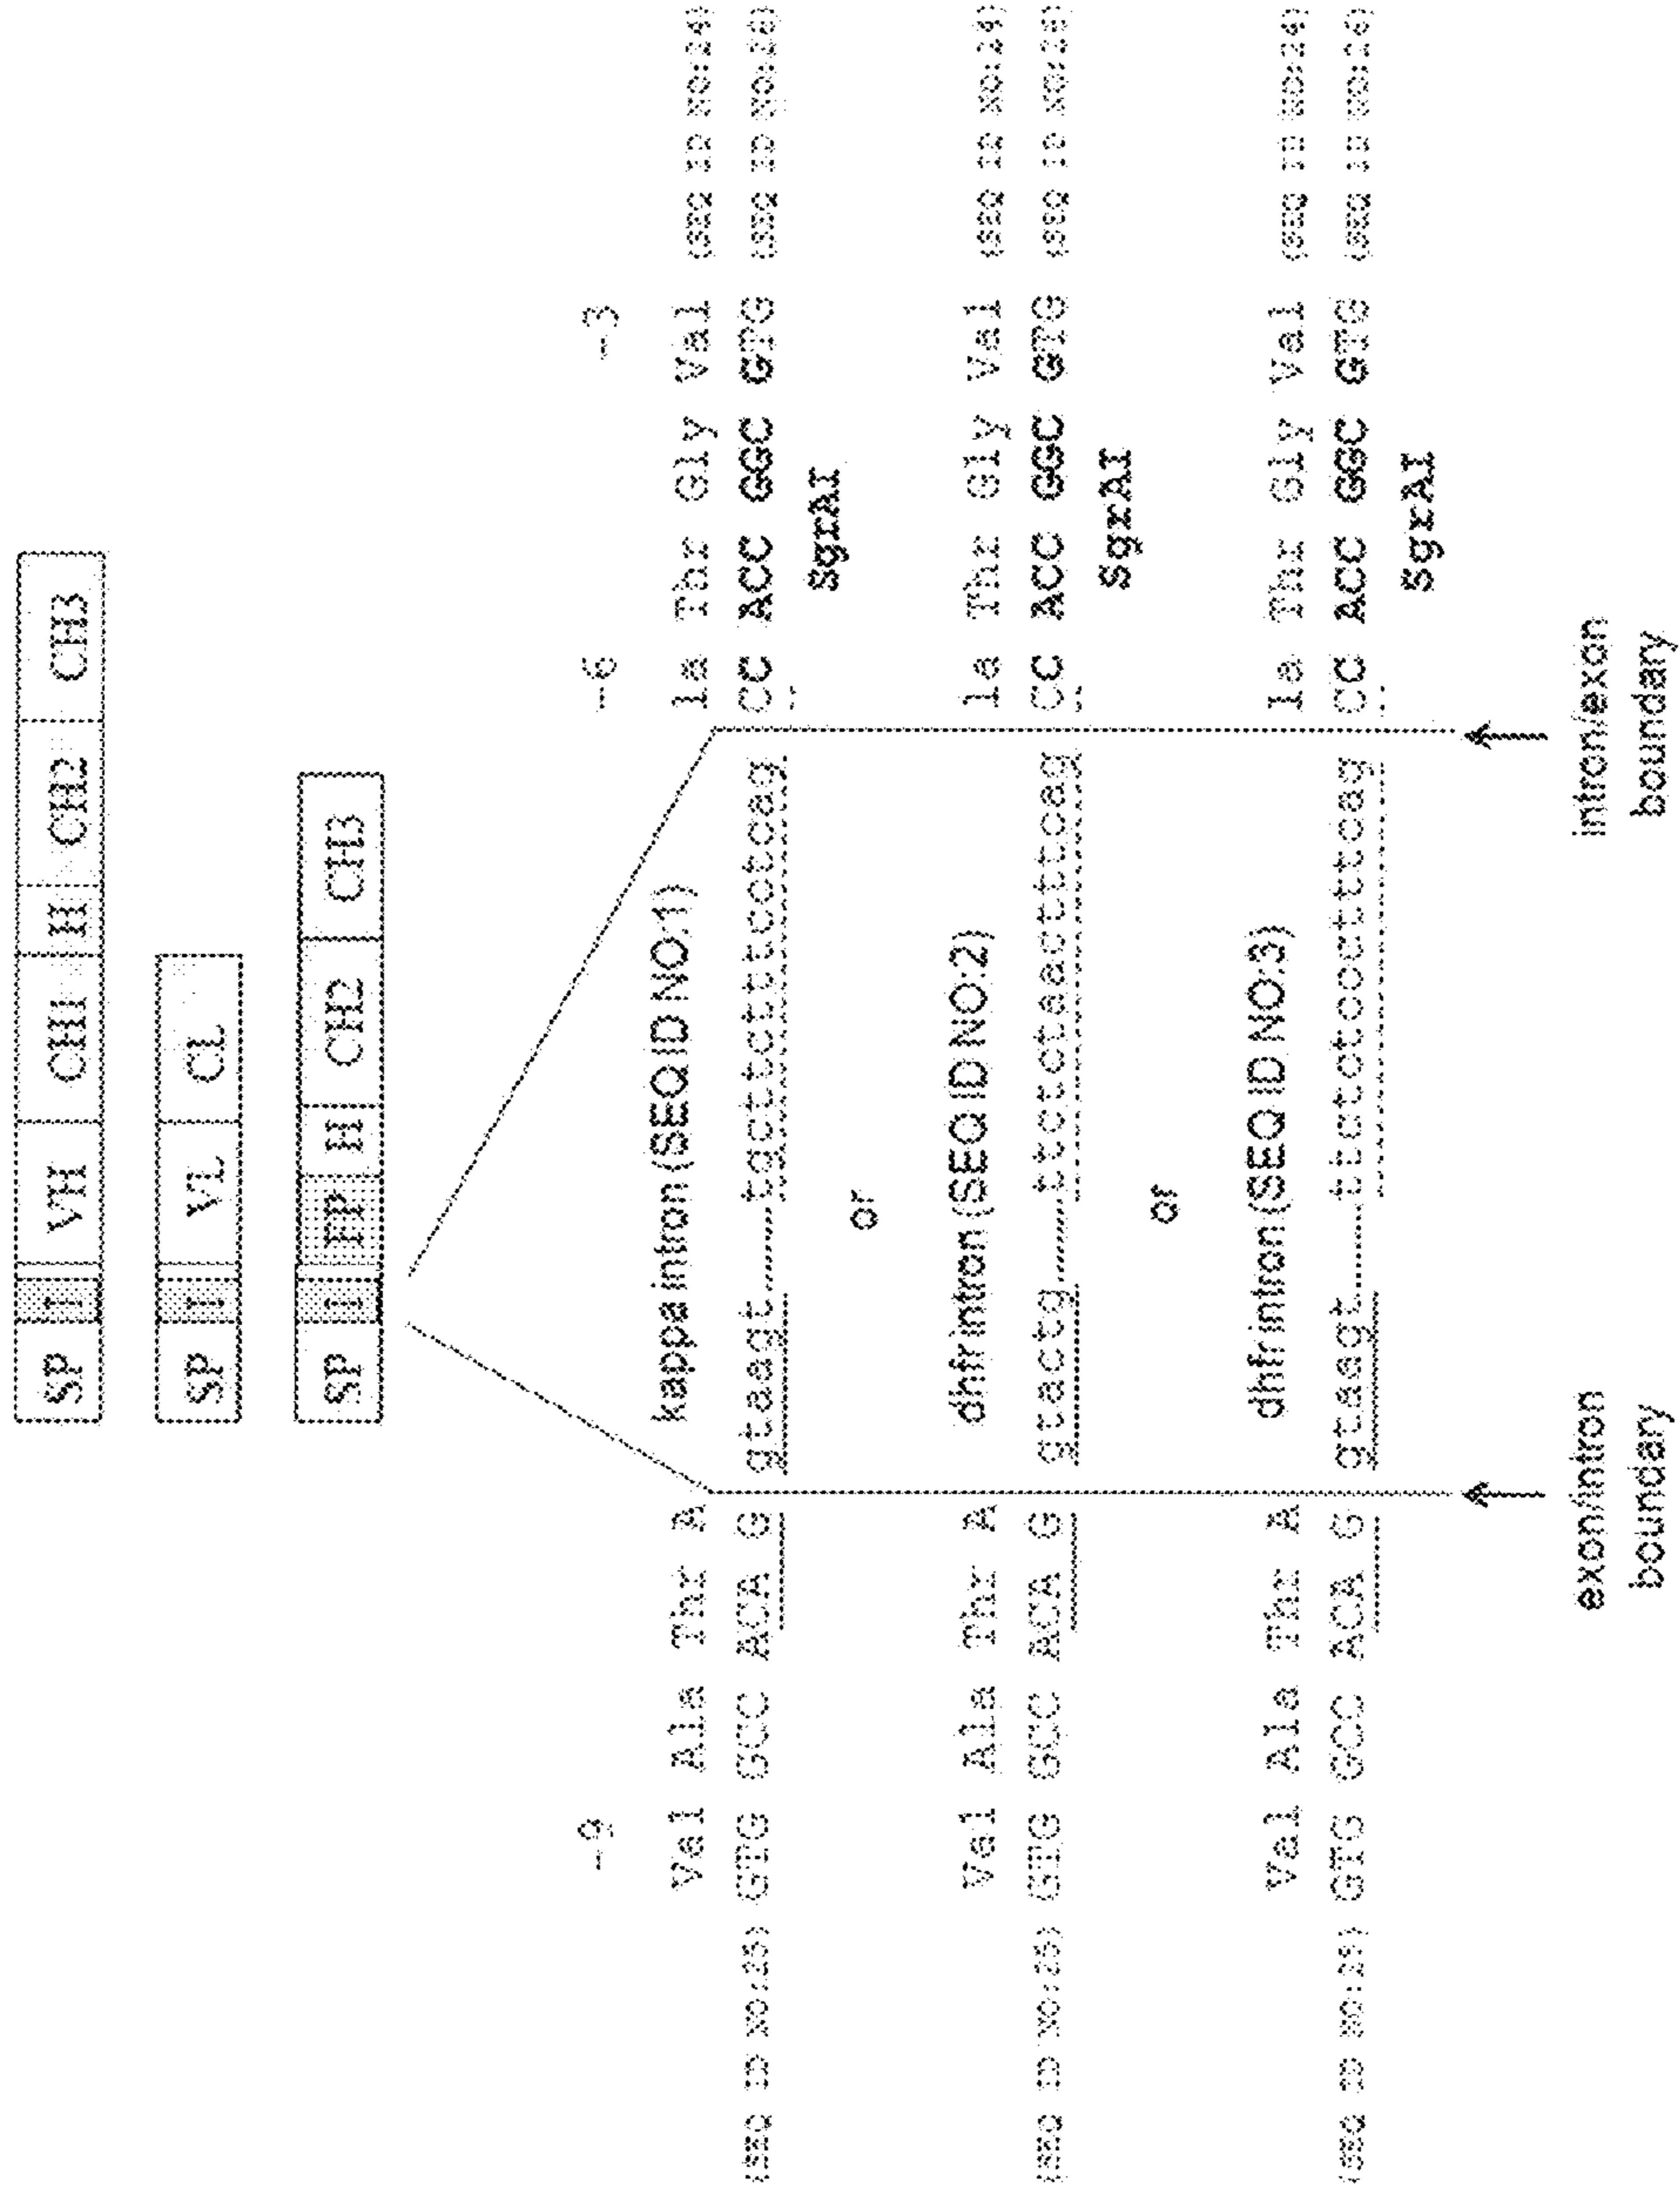 SP I VH CH1 H CH2 CH3
SP I VL CL
SP I FP H CH2 CH3
-9 -6 -3
kappa intron (SEQ ID NO:1)
Val Ala Thr A la Thr Gly Val
GTG GCC ACA G gtaagt tgcttcttcctcag CC ACC GGC GTG
SgrAI
or
dhfr intron (SEQ ID NO:2)
Val Ala Thr A la Thr Gly Val
GTG GCC ACA G gtactg ttctctaactttcag CC ACC GGC GTG
SgrAI
or
dhfr intron (SEQ ID NO:3)
Val Ala Thr A la Thr Gly Val
GTG GCC ACA G gtaagt ttctctccctttcag CC ACC GGC GTG
SgrAI
exon/intron intron/exon
boundary boundary